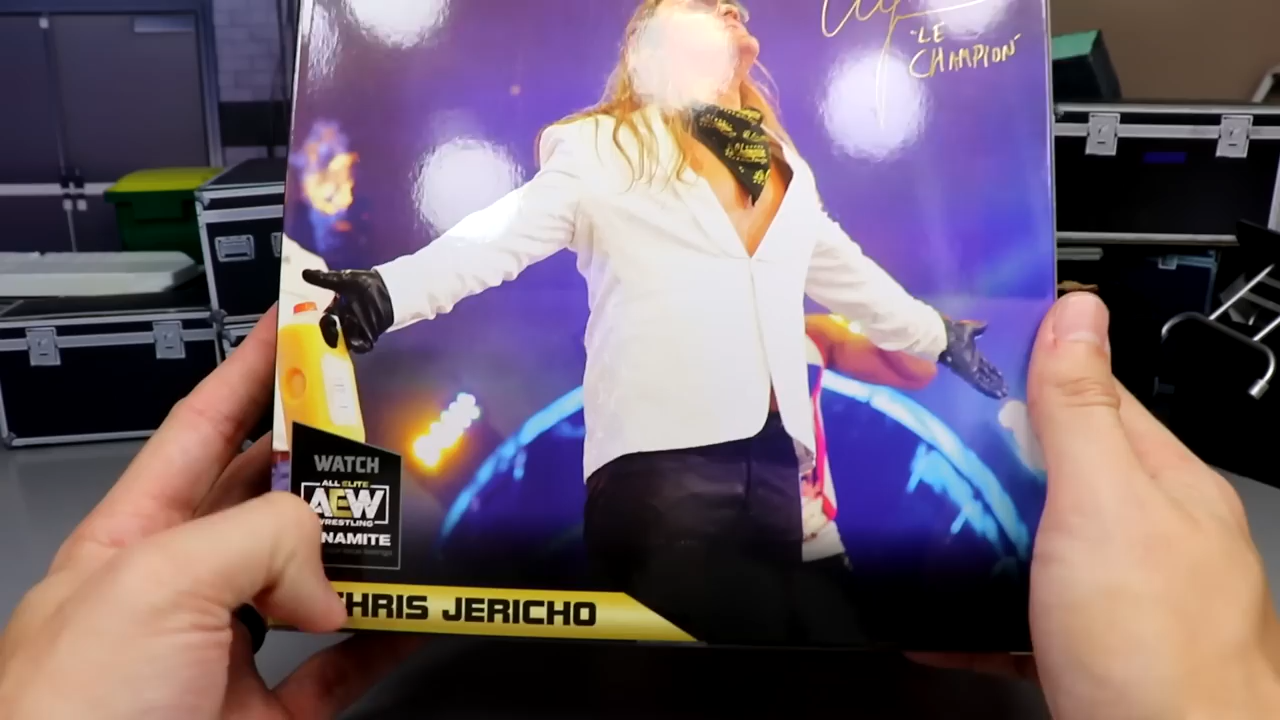 "LE
CHAMPION"
WATCH
ALL ELITE
AEW
WRESTLING
NAMITE
HRIS JERICHO